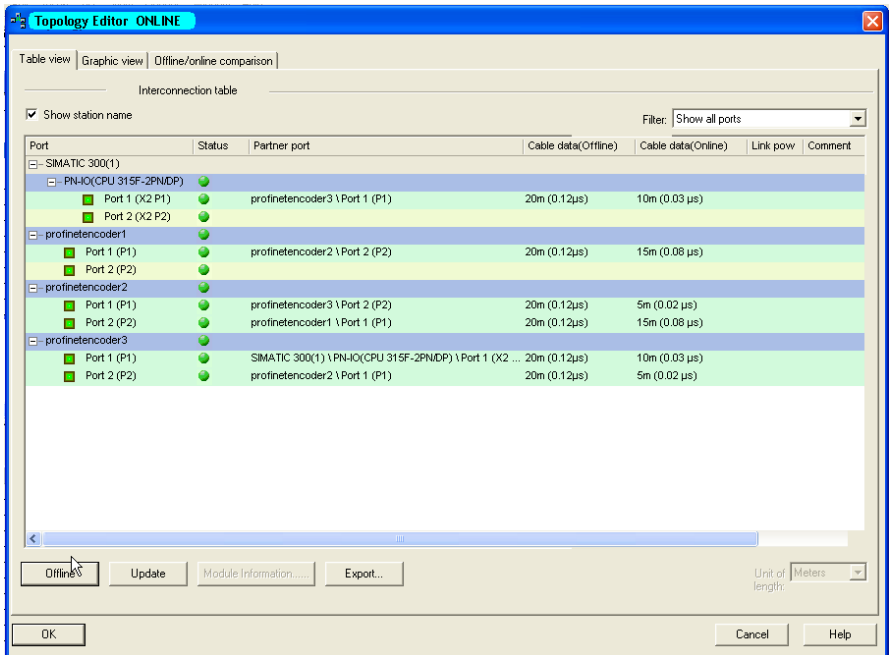 Topology Editor ONLINE
Table view Graphic view Offline/online comparison
Interconnection table
Show station name
Filter: Show all ports
Port Status Partner port Cable data(Offline) Cable data(Online) Link pow Comment
SIMATIC 300(1)
PN-IO(CPU 315F-2PN/DP)
Port 1 (X2 P1) profinetencoder3 \ Port 1 (P1) 20m (0.12µs) 10m (0.03 µs)
Port 2 (X2 P2)
profinetencoder1
Port 1 (P1) profinetencoder2 \ Port 2 (P2) 20m (0.12µs) 15m (0.08 µs)
Port 2 (P2)
profinetencoder2
Port 1 (P1) profinetencoder3 \ Port 2 (P2) 20m (0.12µs) 5m (0.02 µs)
Port 2 (P2) profinetencoder1 \ Port 1 (P1) 20m (0.12µs) 15m (0.08 µs)
profinetencoder3
Port 1 (P1) SIMATIC 300(1) \ PN-IO(CPU 315F-2PN/DP) \ Port 1 (X2 ... 20m (0.12µs) 10m (0.03 µs)
Port 2 (P2) profinetencoder2 \ Port 1 (P1) 20m (0.12µs) 5m (0.02 µs)
Offline Update Module Information...... Export... Unit of length: Meters
OK Cancel Help